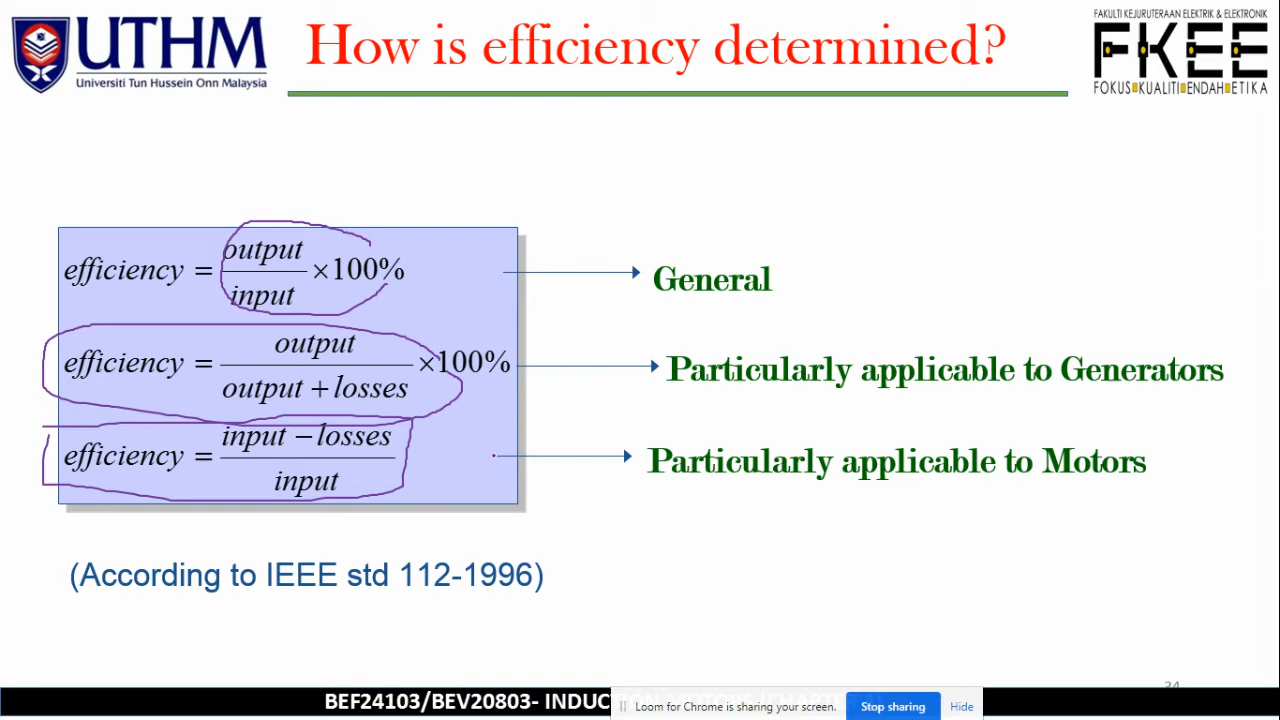 UTHM
Universiti Tun Hussein Onn Malaysia
How is efficiency determined?
FAKULTI KEJURUTERAAN ELEKTRIK & ELEKTRONIK
FKEE
FOKUS KUALITI ENDAH ETIKA
efficiency = output / input ×100%
General
efficiency = output / output + losses ×100%
Particularly applicable to Generators
efficiency = input − losses / input
Particularly applicable to Motors
(According to IEEE std 112-1996)
BEF24103/BEV20803- INDUCTION MOTORS
Loom for Chrome is sharing your screen.
Stop sharing
Hide